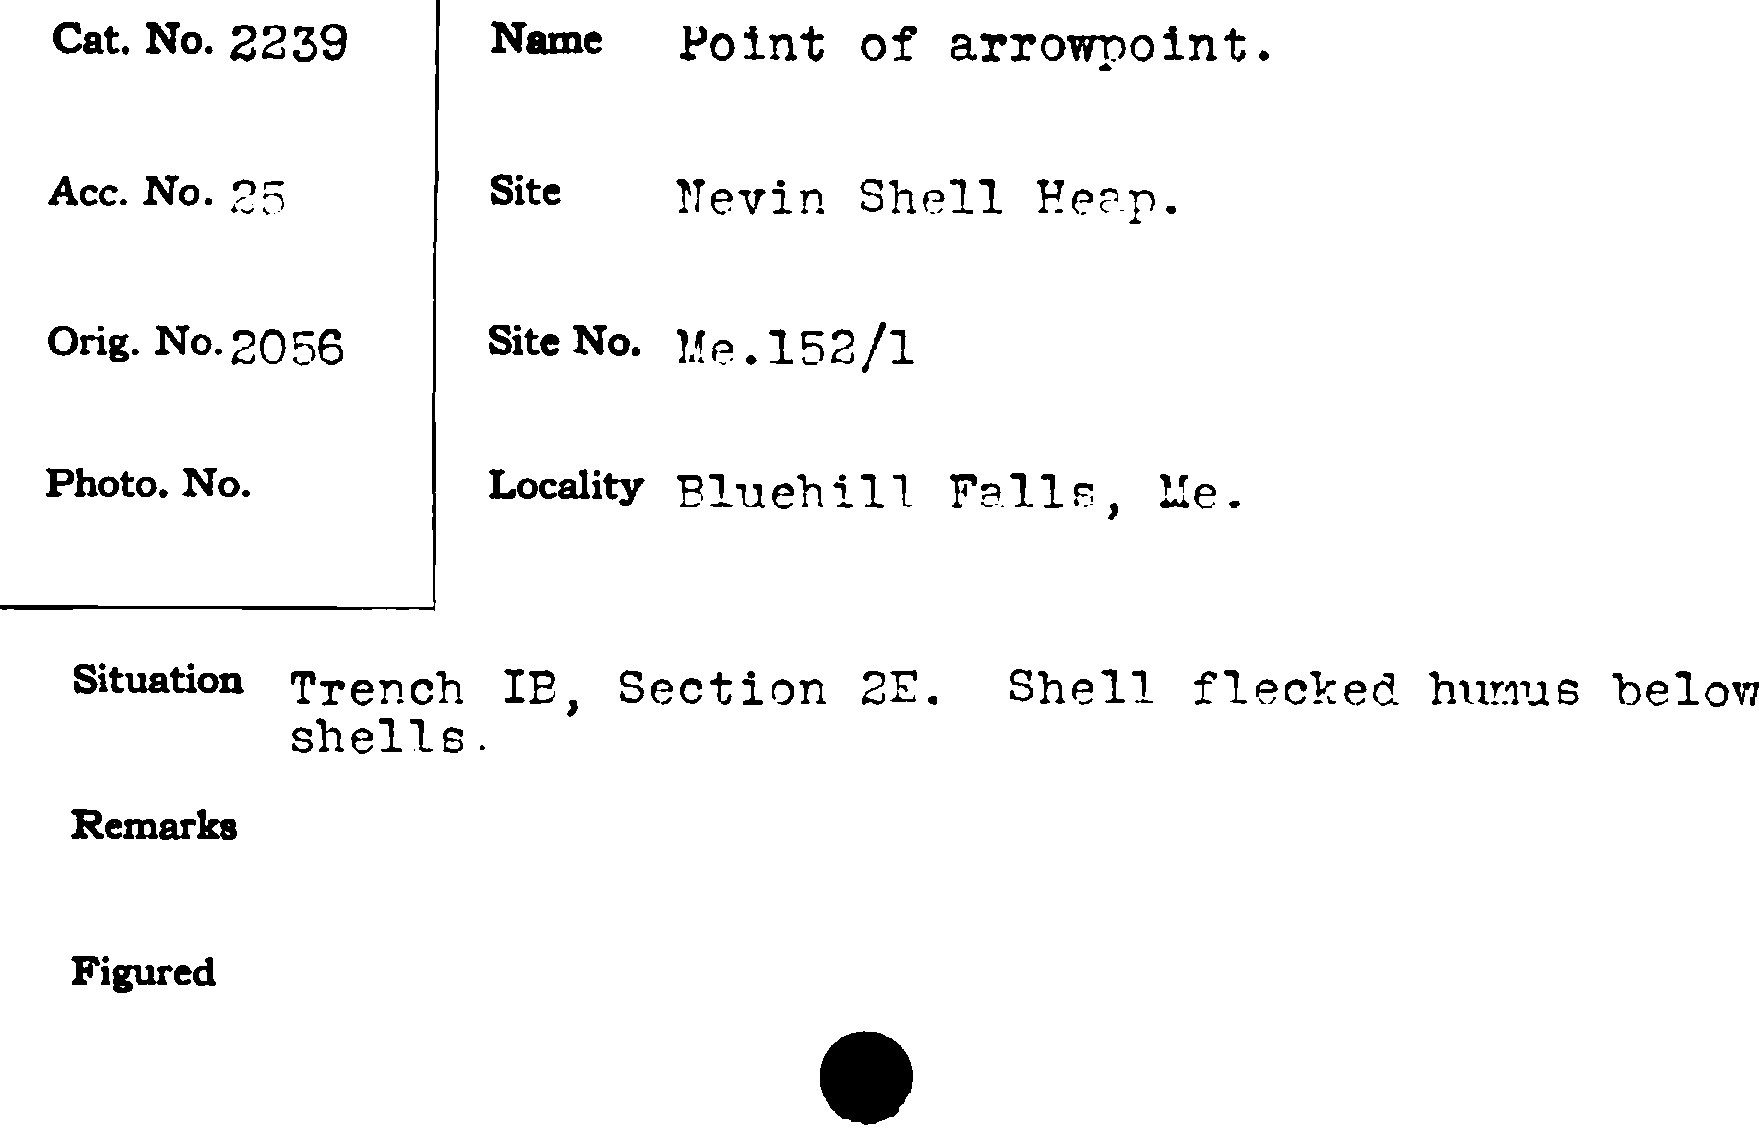 Cat. No. 2239
Name Point of arrowpoint.
Acc. No. 25
Site Nevin Shell Heap.
Orig. No. 2056
Site No. Me.152/1
Photo. No.
Locality Bluehill Falls, Me.
Situation Trench IB, Section 2E. Shell flecked humus below
shells.
Remarks
Figured